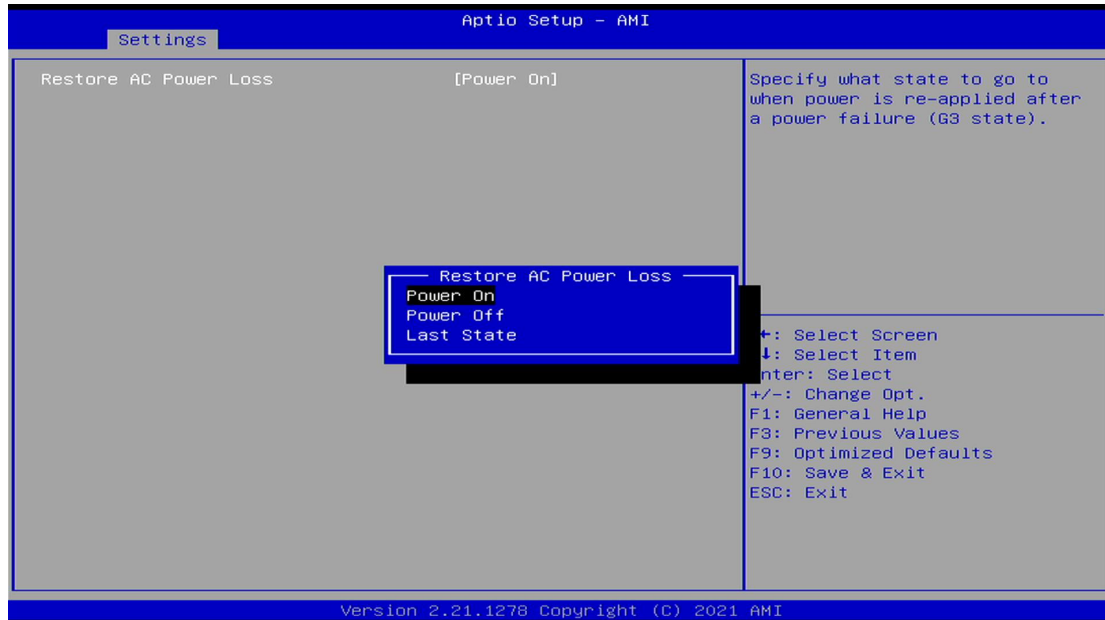 Aptio Setup – AMI
Settings
Restore AC Power Loss [Power On]
Specify what state to go to
when power is re-applied after
a power failure (G3 state).
Restore AC Power Loss
Power On
Power Off
Last State
←: Select Screen
↓: Select Item
nter: Select
+/-: Change Opt.
F1: General Help
F3: Previous Values
F9: Optimized Defaults
F10: Save & Exit
ESC: Exit
Version 2.21.1278 Copyright (C) 2021 AMI